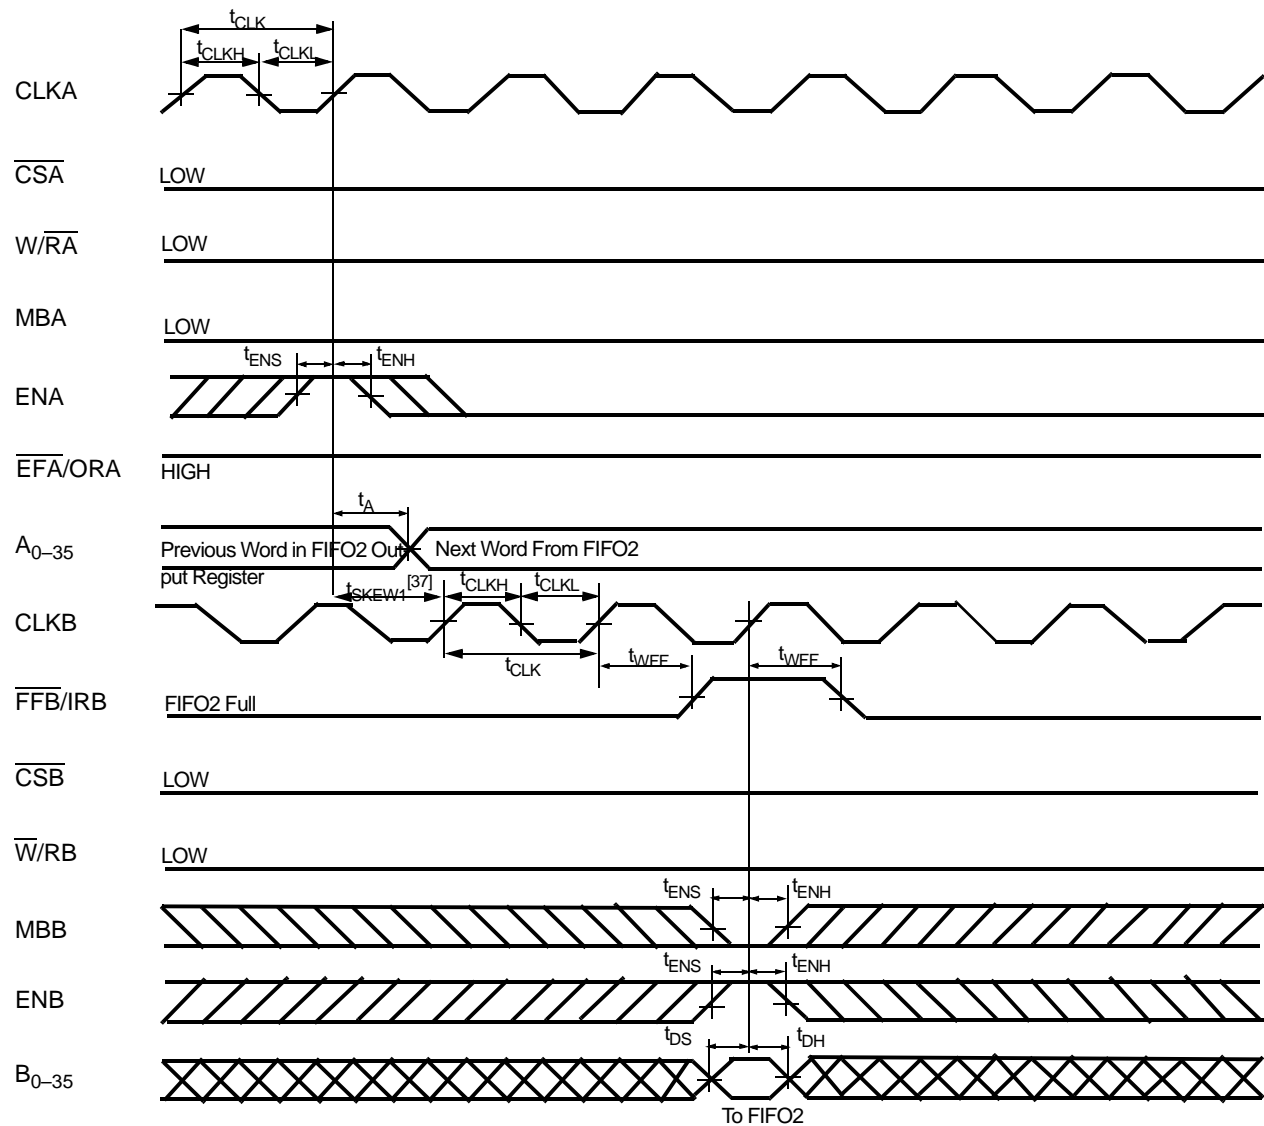 tCLK
tCLKH tCLKL
CLKA
CSA LOW
W/RA LOW
MBA LOW
tENS tENH
ENA
EFA/ORA HIGH
tA
A0–35 Previous Word in FIFO2 Out- Next Word From FIFO2
put Register
tSKEW1[37] tCLKH tCLKL
CLKB
tCLK tWFF tWFF
FFB/IRB FIFO2 Full
CSB LOW
W/RB LOW
tENS tENH
MBB
tENS tENH
ENB
tDS tDH
B0–35
To FIFO2